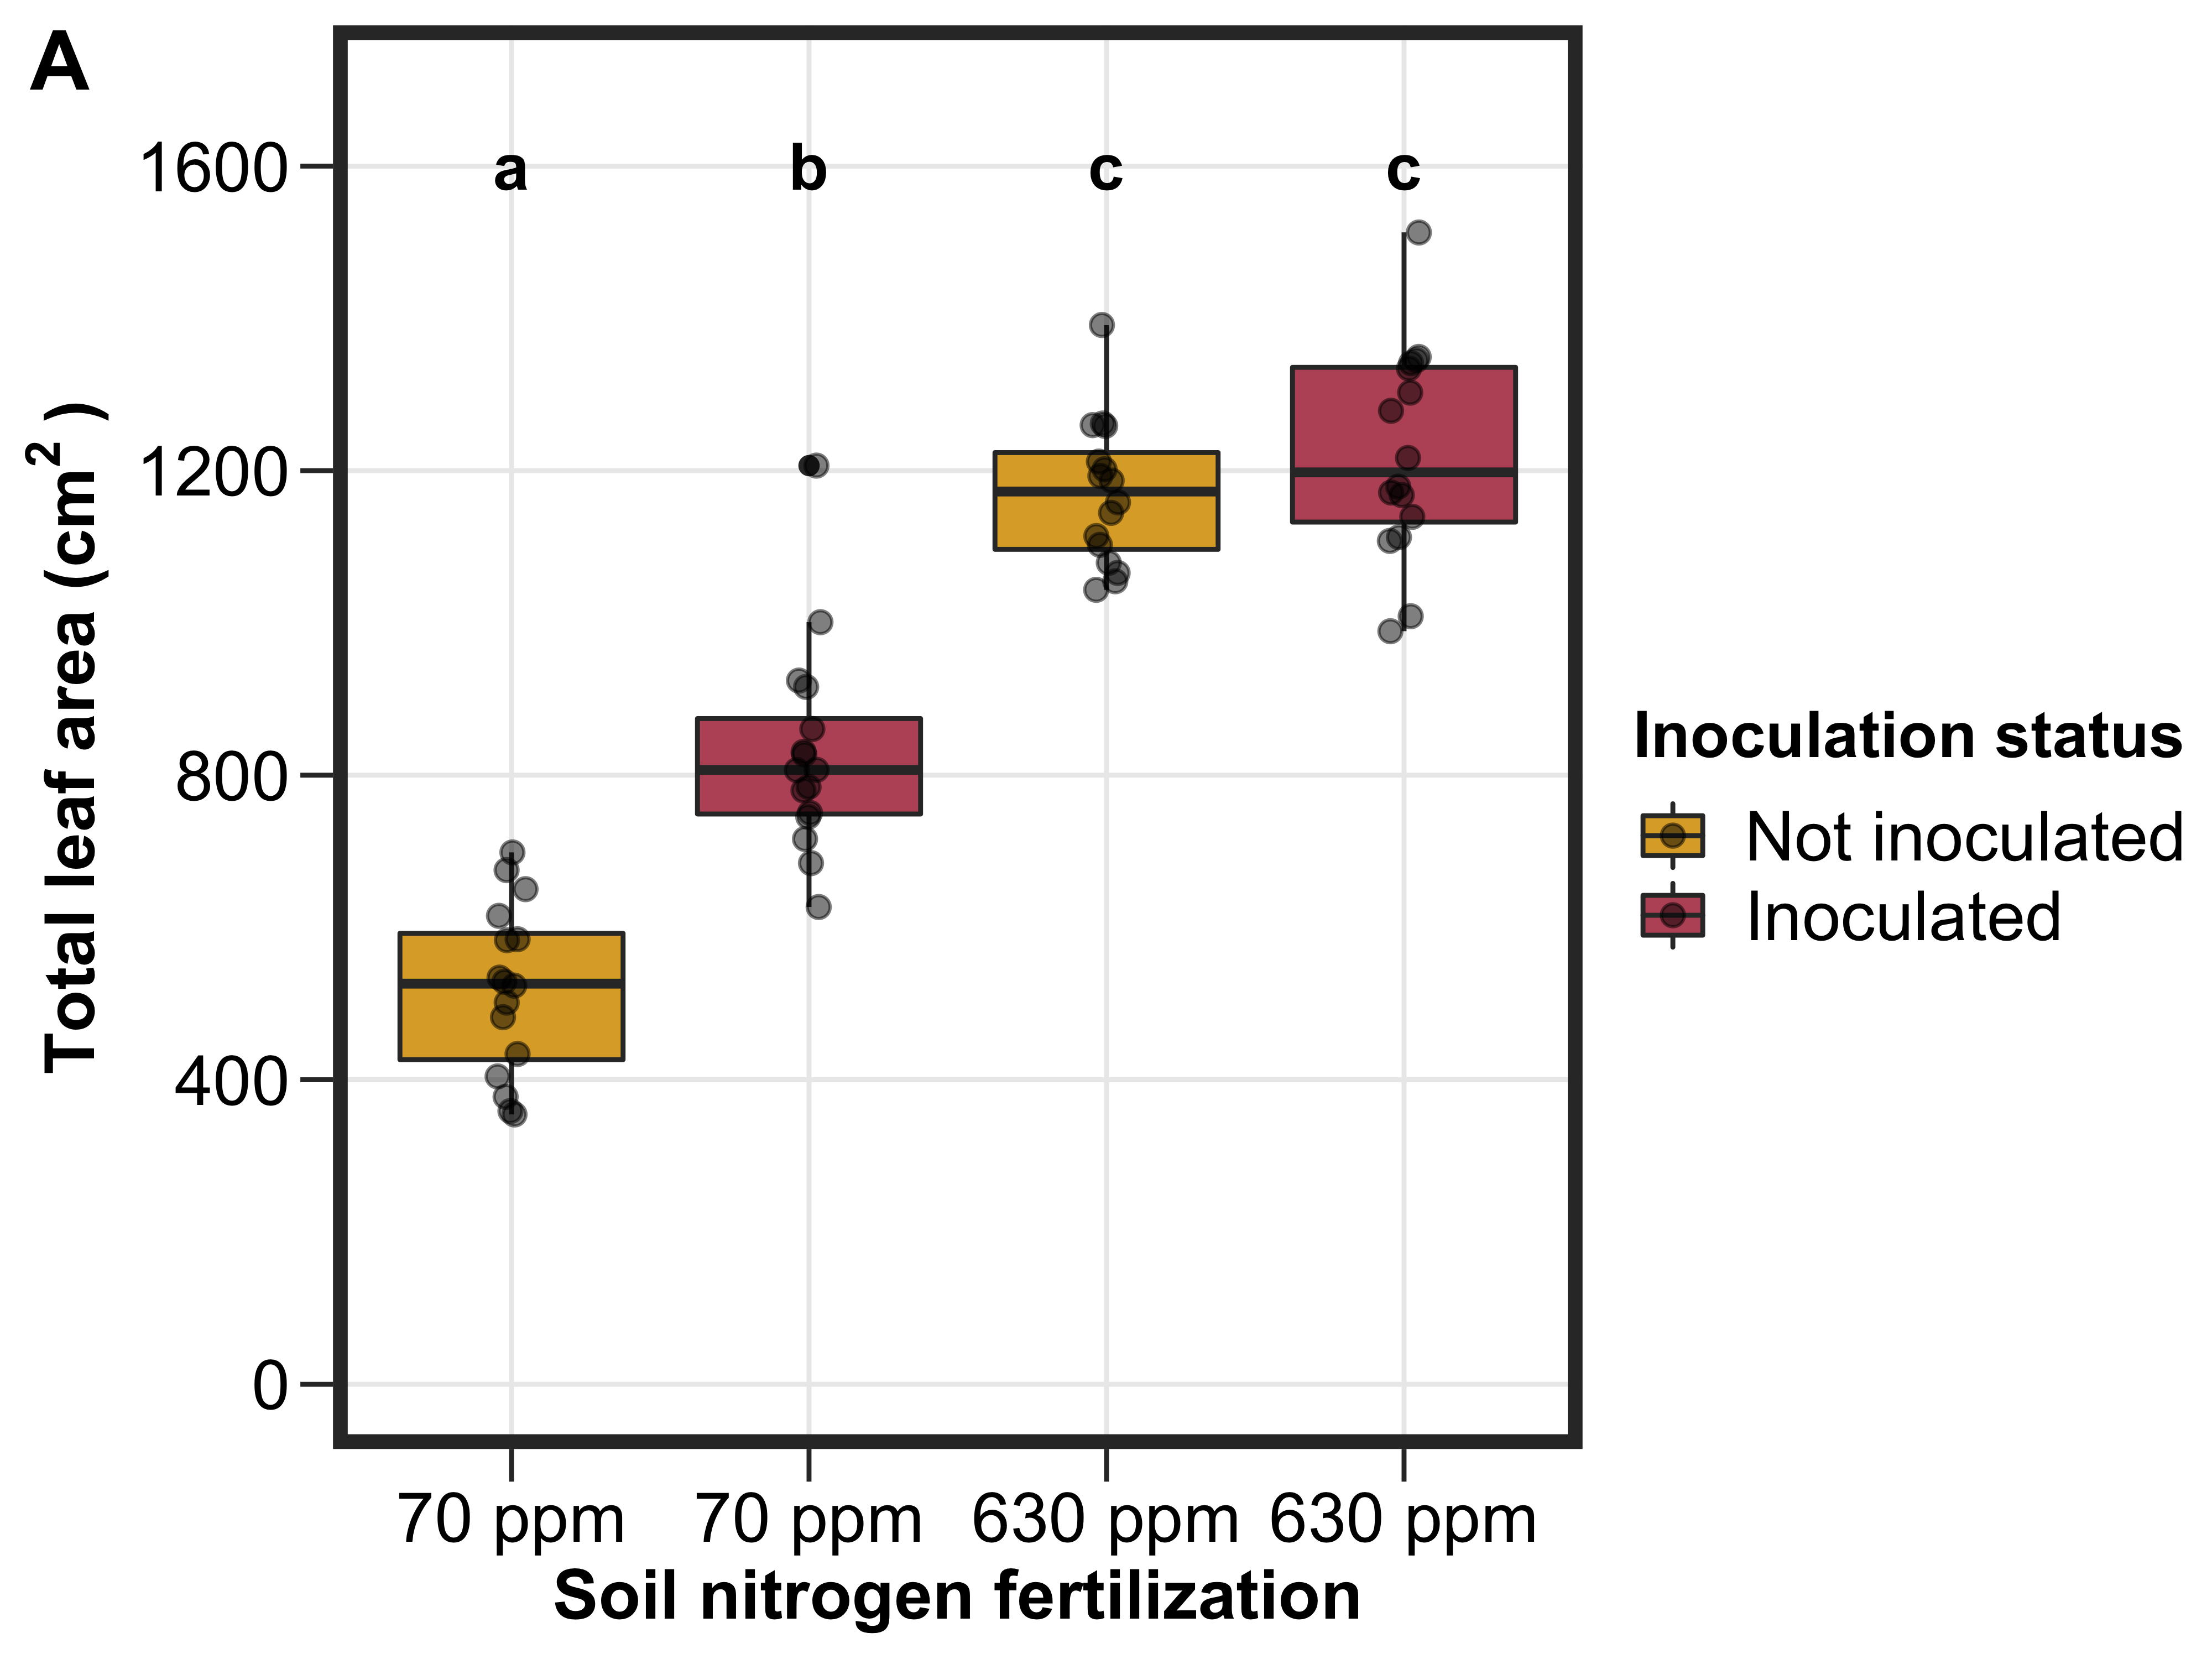 A
Total leaf area (cm²)
1600
1200
800
400
0
a b c c
70 ppm 70 ppm 630 ppm 630 ppm
Soil nitrogen fertilization
Inoculation status
Not inoculated
Inoculated